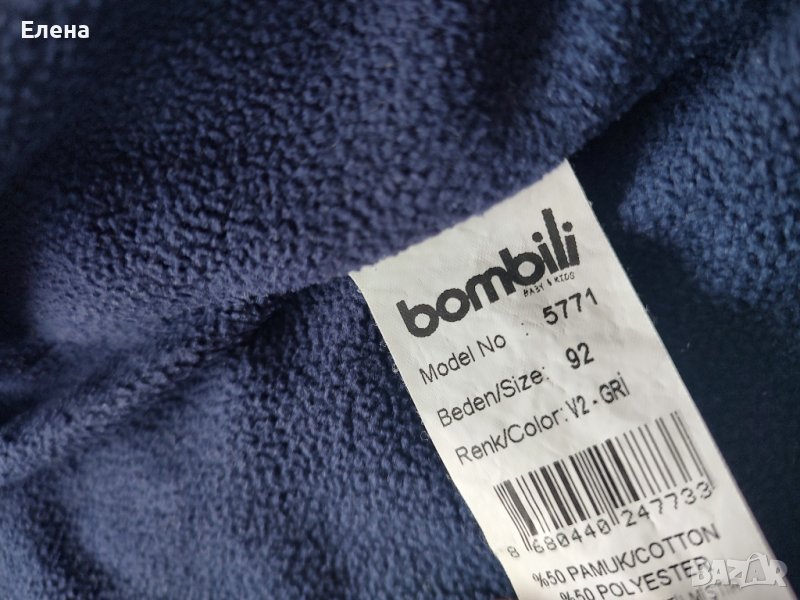 Елена
bombili
BABY & KIDS
Model No : 5771
Beden/Size: 92
Renk/Color: V2 - GRİ
8 680440 247733
%50 PAMUK/COTTON
%50 POLYESTER
BAZAR